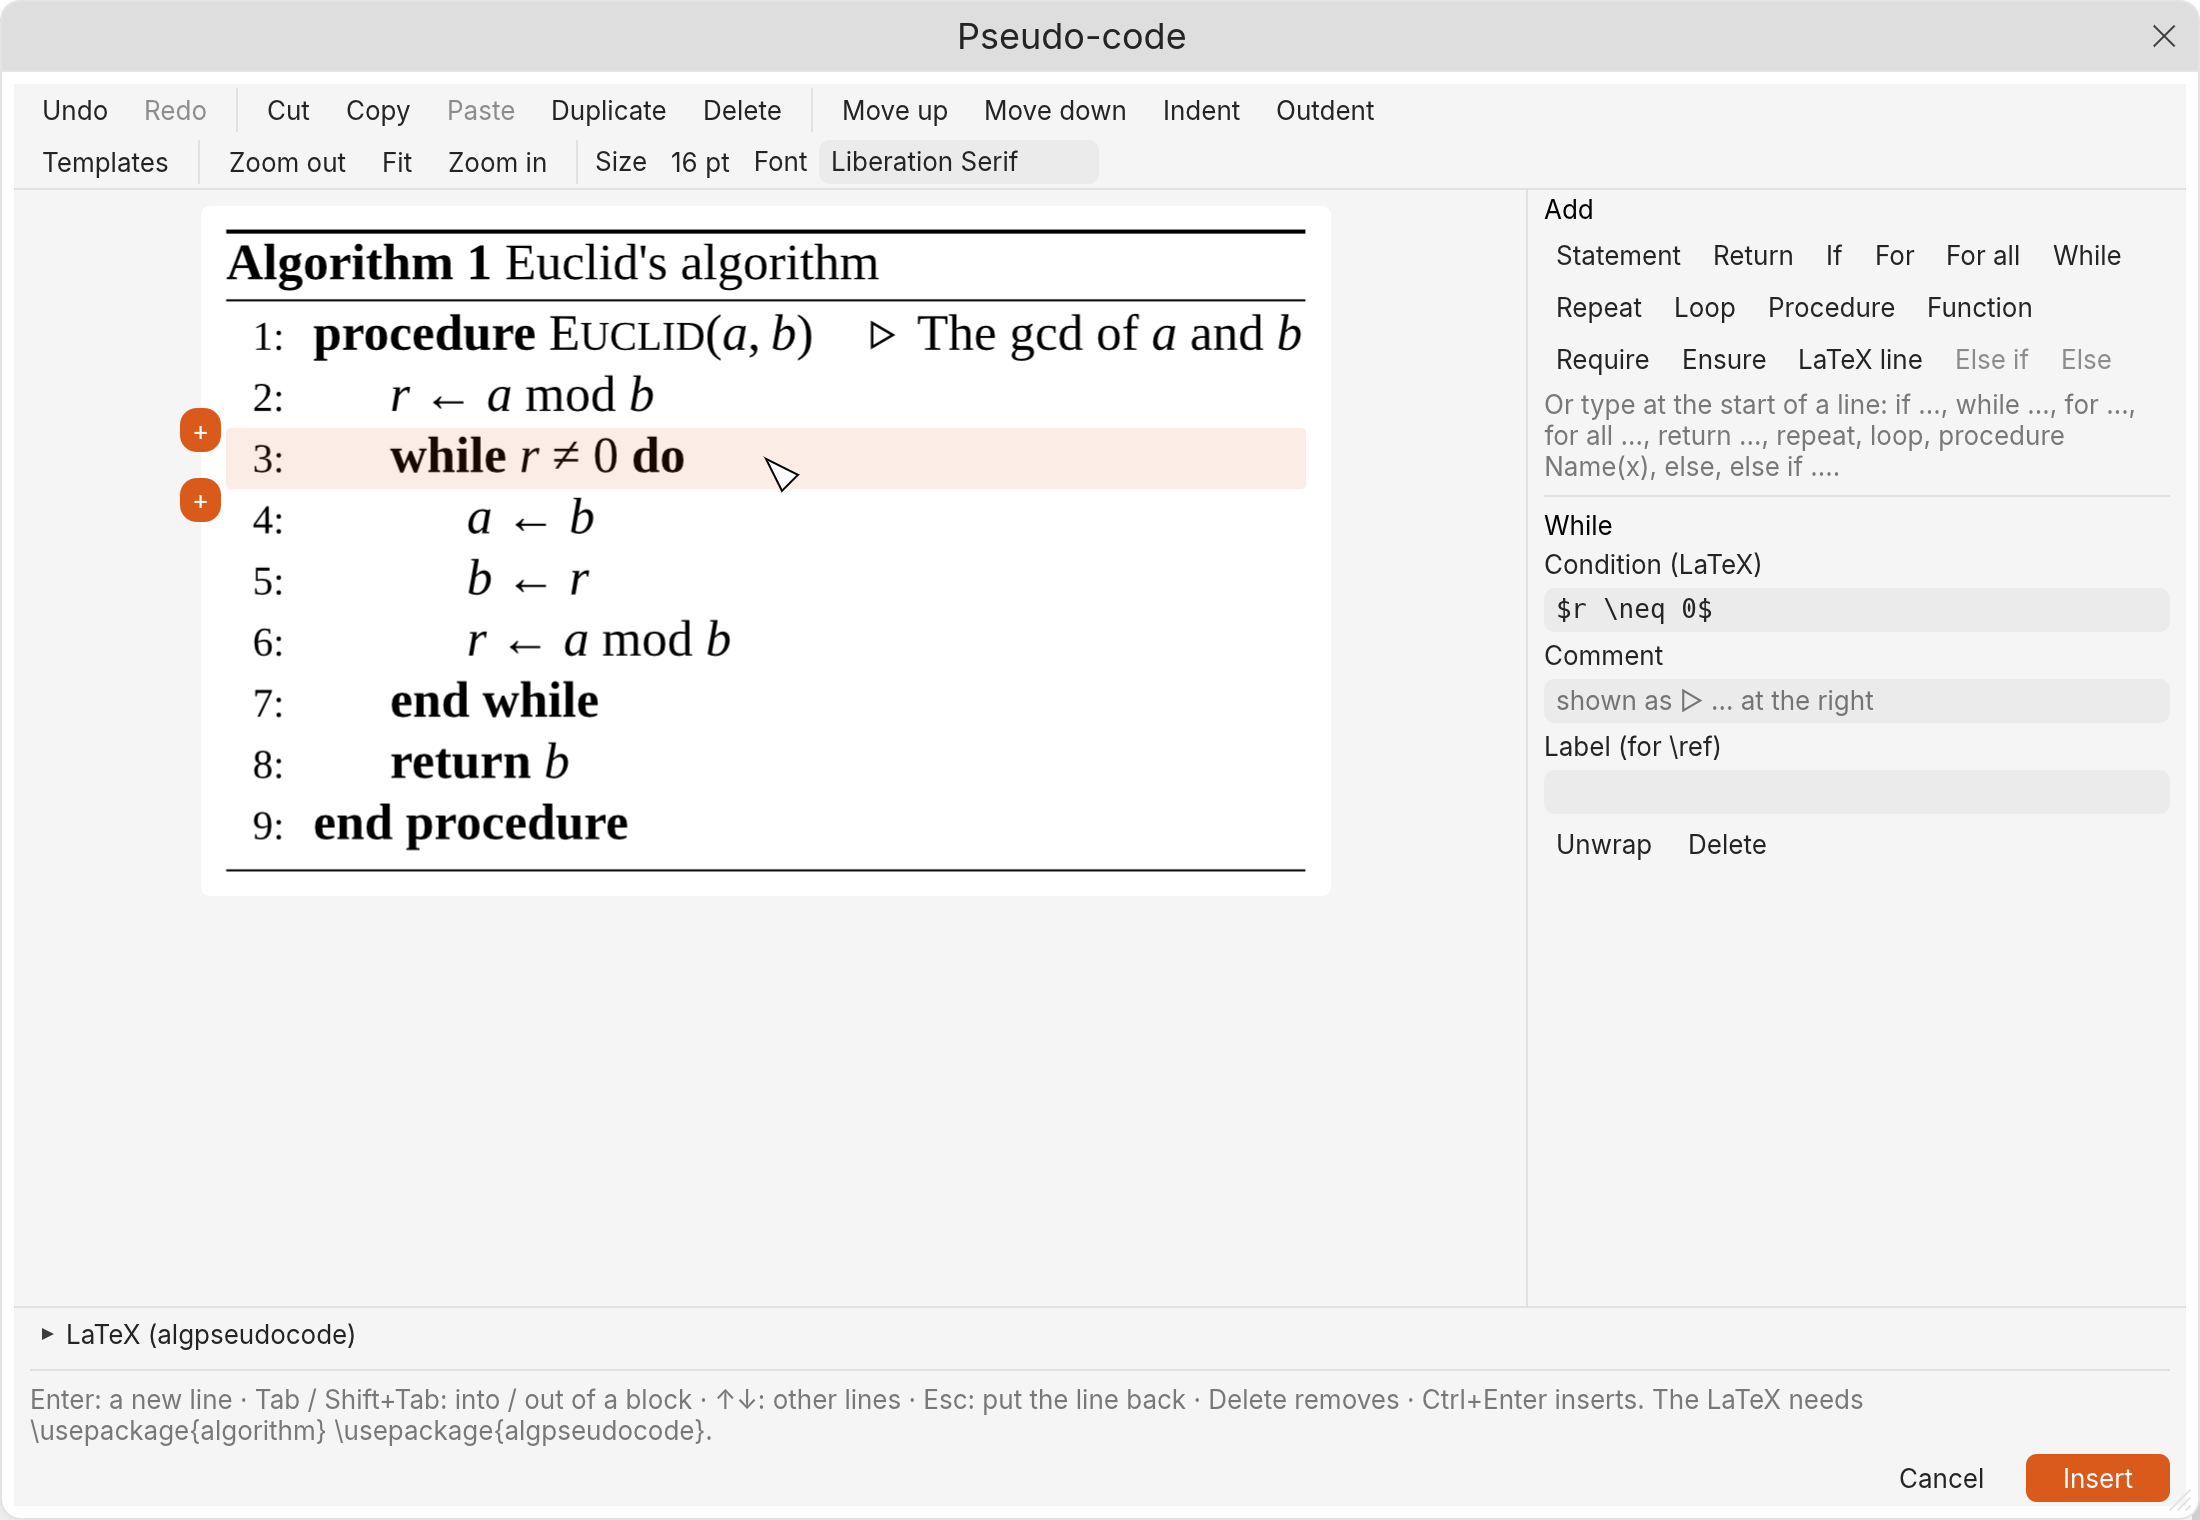 Pseudo-code
Undo Redo Cut Copy Paste Duplicate Delete Move up Move down Indent Outdent
Templates Zoom out Fit Zoom in Size 16 pt Font Liberation Serif
Algorithm 1 Euclid's algorithm
1: procedure EUCLID(a, b) ▷ The gcd of a and b
2: r ← a mod b
+
3: while r ≠ 0 do
+
4: a ← b
5: b ← r
6: r ← a mod b
7: end while
8: return b
9: end procedure
Add
Statement Return If For For all While
Repeat Loop Procedure Function
Require Ensure LaTeX line Else if Else
Or type at the start of a line: if ..., while ..., for ...,
for all ..., return ..., repeat, loop, procedure
Name(x), else, else if ....
While
Condition (LaTeX)
$r \neq 0$
Comment
shown as ▷ ... at the right
Label (for \ref)
Unwrap Delete
▸ LaTeX (algpseudocode)
Enter: a new line · Tab / Shift+Tab: into / out of a block · ↑↓: other lines · Esc: put the line back · Delete removes · Ctrl+Enter inserts. The LaTeX needs
\usepackage{algorithm} \usepackage{algpseudocode}.
Cancel Insert